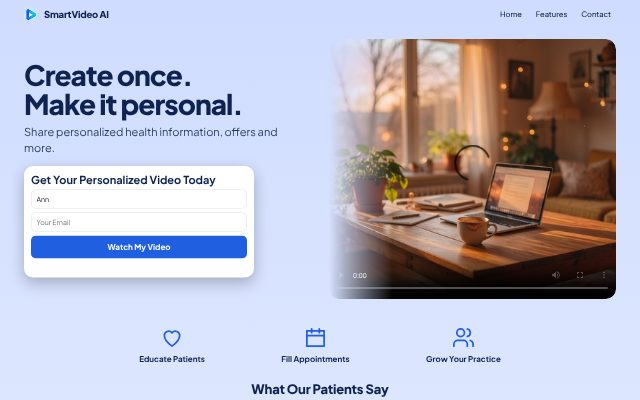 SmartVideo AI
Home Features Contact
Create once.
Make it personal.
Share personalized health information, offers and
more.
Get Your Personalized Video Today
Ann
Your Email
Watch My Video
0:00
Educate Patients
Fill Appointments
Grow Your Practice
What Our Patients Say